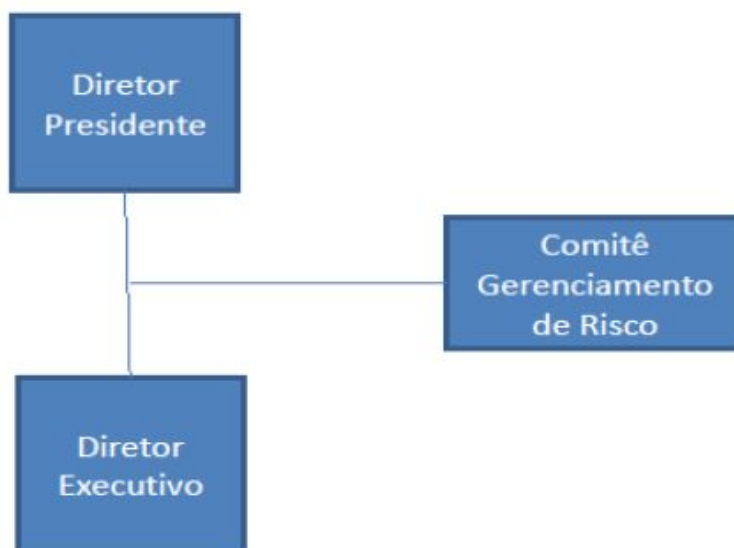 Diretor
Presidente
Comitê
Gerenciamento
de Risco
Diretor
Executivo